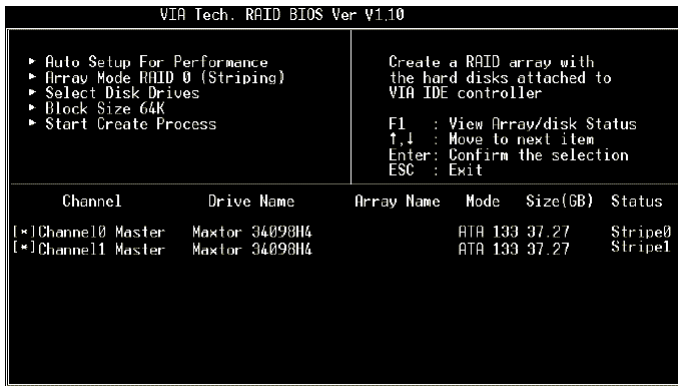 VIA Tech. RAID BIOS Ver V1.10
► Auto Setup For Performance
► Array Mode RAID 0 (Striping)
► Select Disk Drives
► Block Size 64K
► Start Create Process
Create a RAID array with
the hard disks attached to
VIA IDE controller
F1 : View Array/disk Status
↑,↓ : Move to next item
Enter: Confirm the selection
ESC : Exit
Channel Drive Name Array Name Mode Size(GB) Status
[*]Channel0 Master Maxtor 34098H4 ATA 133 37.27 Stripe0
[*]Channel1 Master Maxtor 34098H4 ATA 133 37.27 Stripe1